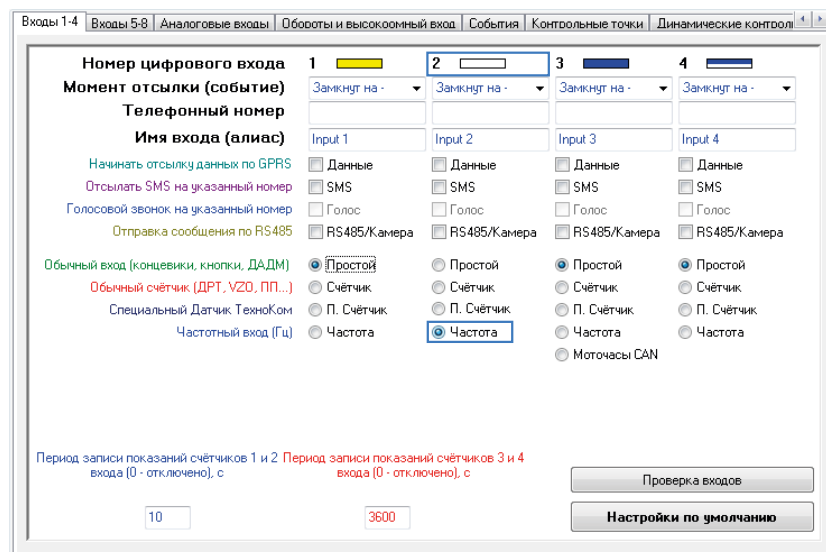 Входы 1-4 Входы 5-8 Аналоговые входы Обороты и высокоомный вход События Контрольные точки Динамические контрол
Номер цифрового входа 1 2 3 4
Момент отсылки (событие) Замкнут на - Замкнут на - Замкнут на - Замкнут на -
Телефонный номер
Имя входа (алиас) Input 1 Input 2 Input 3 Input 4
Начинать отсылку данных по GPRS Данные Данные Данные Данные
Отсылать SMS на указанный номер SMS SMS SMS SMS
Голосовой звонок на указанный номер Голос Голос Голос Голос
Отправка сообщения по RS485 RS485/Камера RS485/Камера RS485/Камера RS485/Камера
Обычный вход (концевики, кнопки, ДАДМ) Простой Простой Простой Простой
Обычный счётчик (ДРТ, VZO, ПП...) Счётчик Счётчик Счётчик Счётчик
Специальный Датчик ТехноКом П. Счётчик П. Счётчик П. Счётчик П. Счётчик
Частотный вход (Гц) Частота Частота Частота Частота
Моточасы CAN
Период записи показаний счётчиков 1 и 2 Период записи показаний счётчиков 3 и 4
входа (0 - отключено), с входа (0 - отключено), с
Проверка входов
10 3600 Настройки по умолчанию